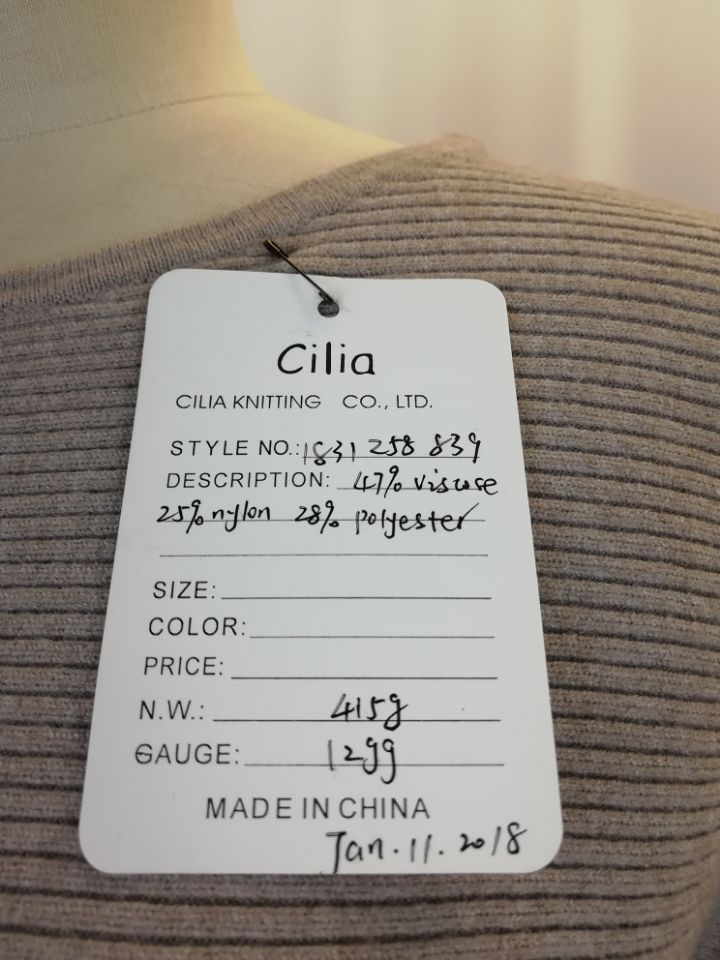 Cilia
CILIA KNITTING CO., LTD.
STYLE NO.: 1831 258 839
DESCRIPTION: 47% viscose
25% nylon 28% polyester
SIZE:
COLOR:
PRICE:
N.W.: 415g
GAUGE: 12gg
MADE IN CHINA
Jan. 11. 2018